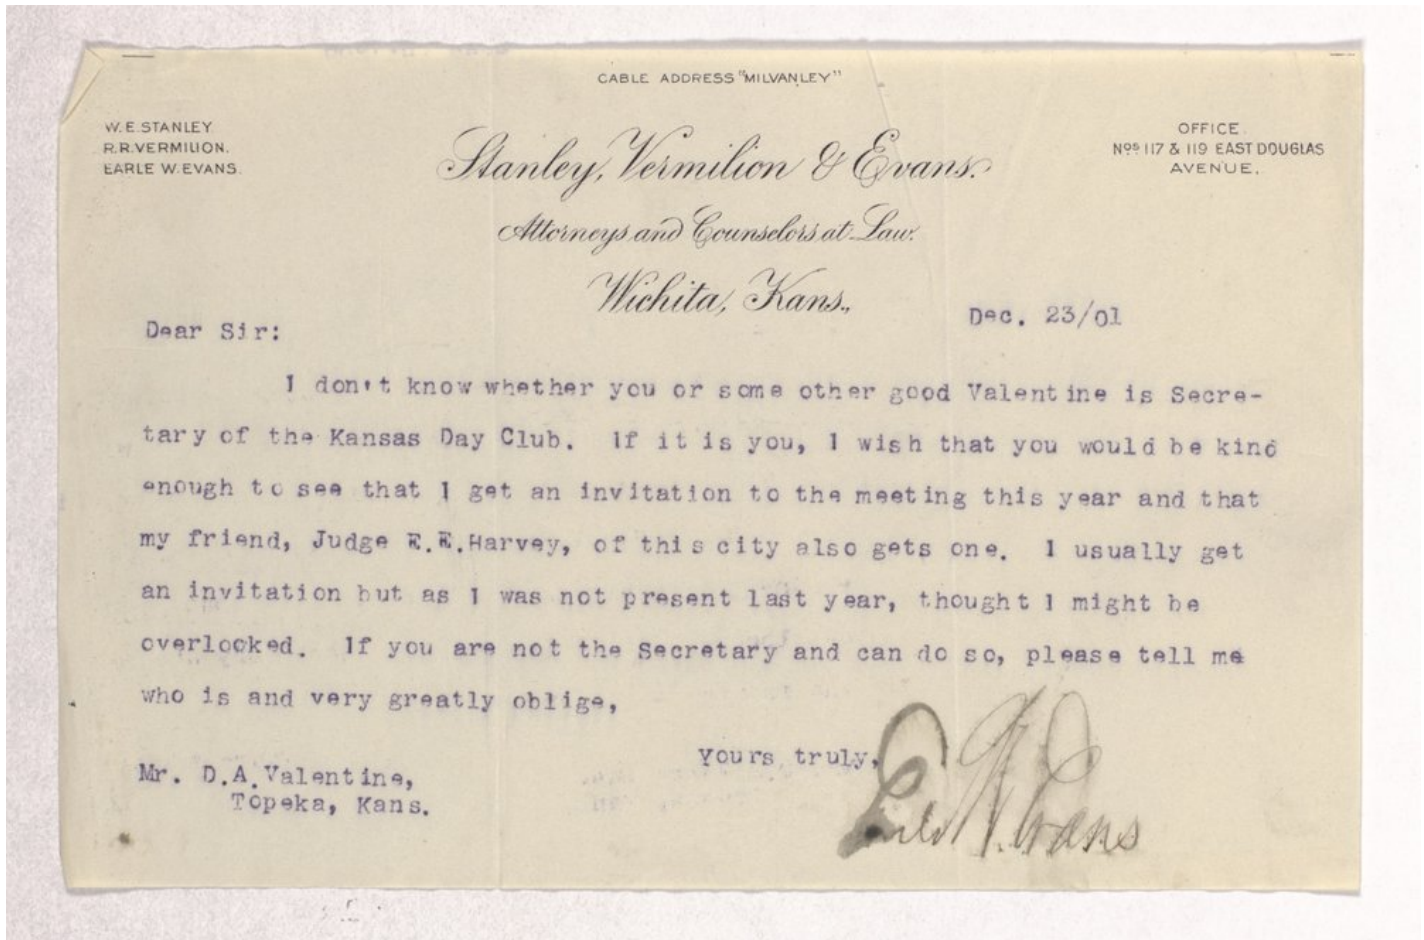 CABLE ADDRESS "MILVANLEY"
W. E. STANLEY.
R. R. VERMILION.
EARLE W. EVANS.
Stanley, Vermilion & Evans.
Attorneys and Counselors at Law.
Wichita, Kans.,
OFFICE.
Nos 117 & 119 EAST DOUGLAS
AVENUE.
Dec. 23/01
Dear Sir:
I don't know whether you or some other good Valentine is Secre-
tary of the Kansas Day Club. If it is you, I wish that you would be kind
enough to see that I get an invitation to the meeting this year and that
my friend, Judge E.E.Harvey, of this city also gets one. I usually get
an invitation but as I was not present last year, thought I might be
overlooked. If you are not the Secretary and can do so, please tell me
who is and very greatly oblige,
Yours truly,
Earle W. Evans
Mr. D.A.Valentine,
Topeka, Kans.